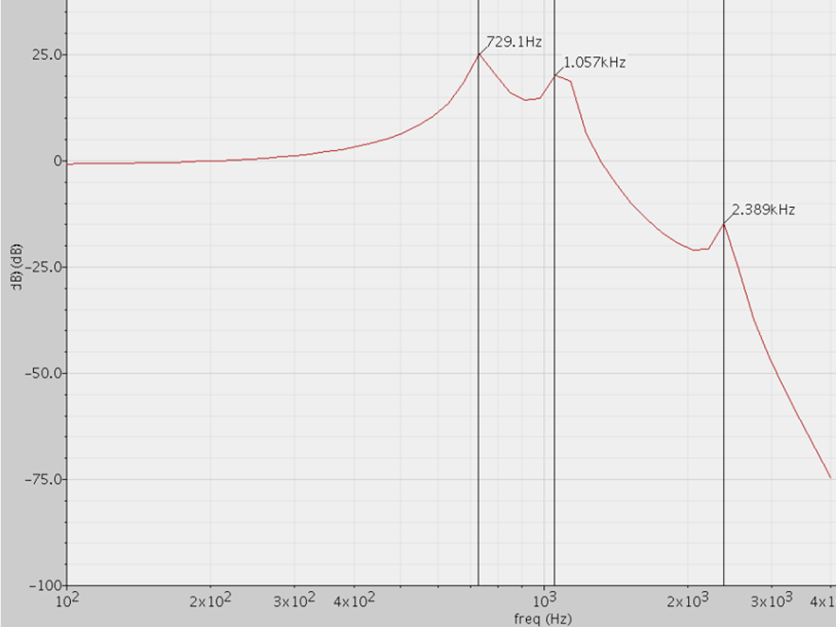 25.0
0
−25.0
−50.0
−75.0
−100
dB) (dB)
729.1Hz
1.057kHz
2.389kHz
10²
2x10²
3x10²
4x10²
10³
2x10³
3x10³
4x1
freq (Hz)